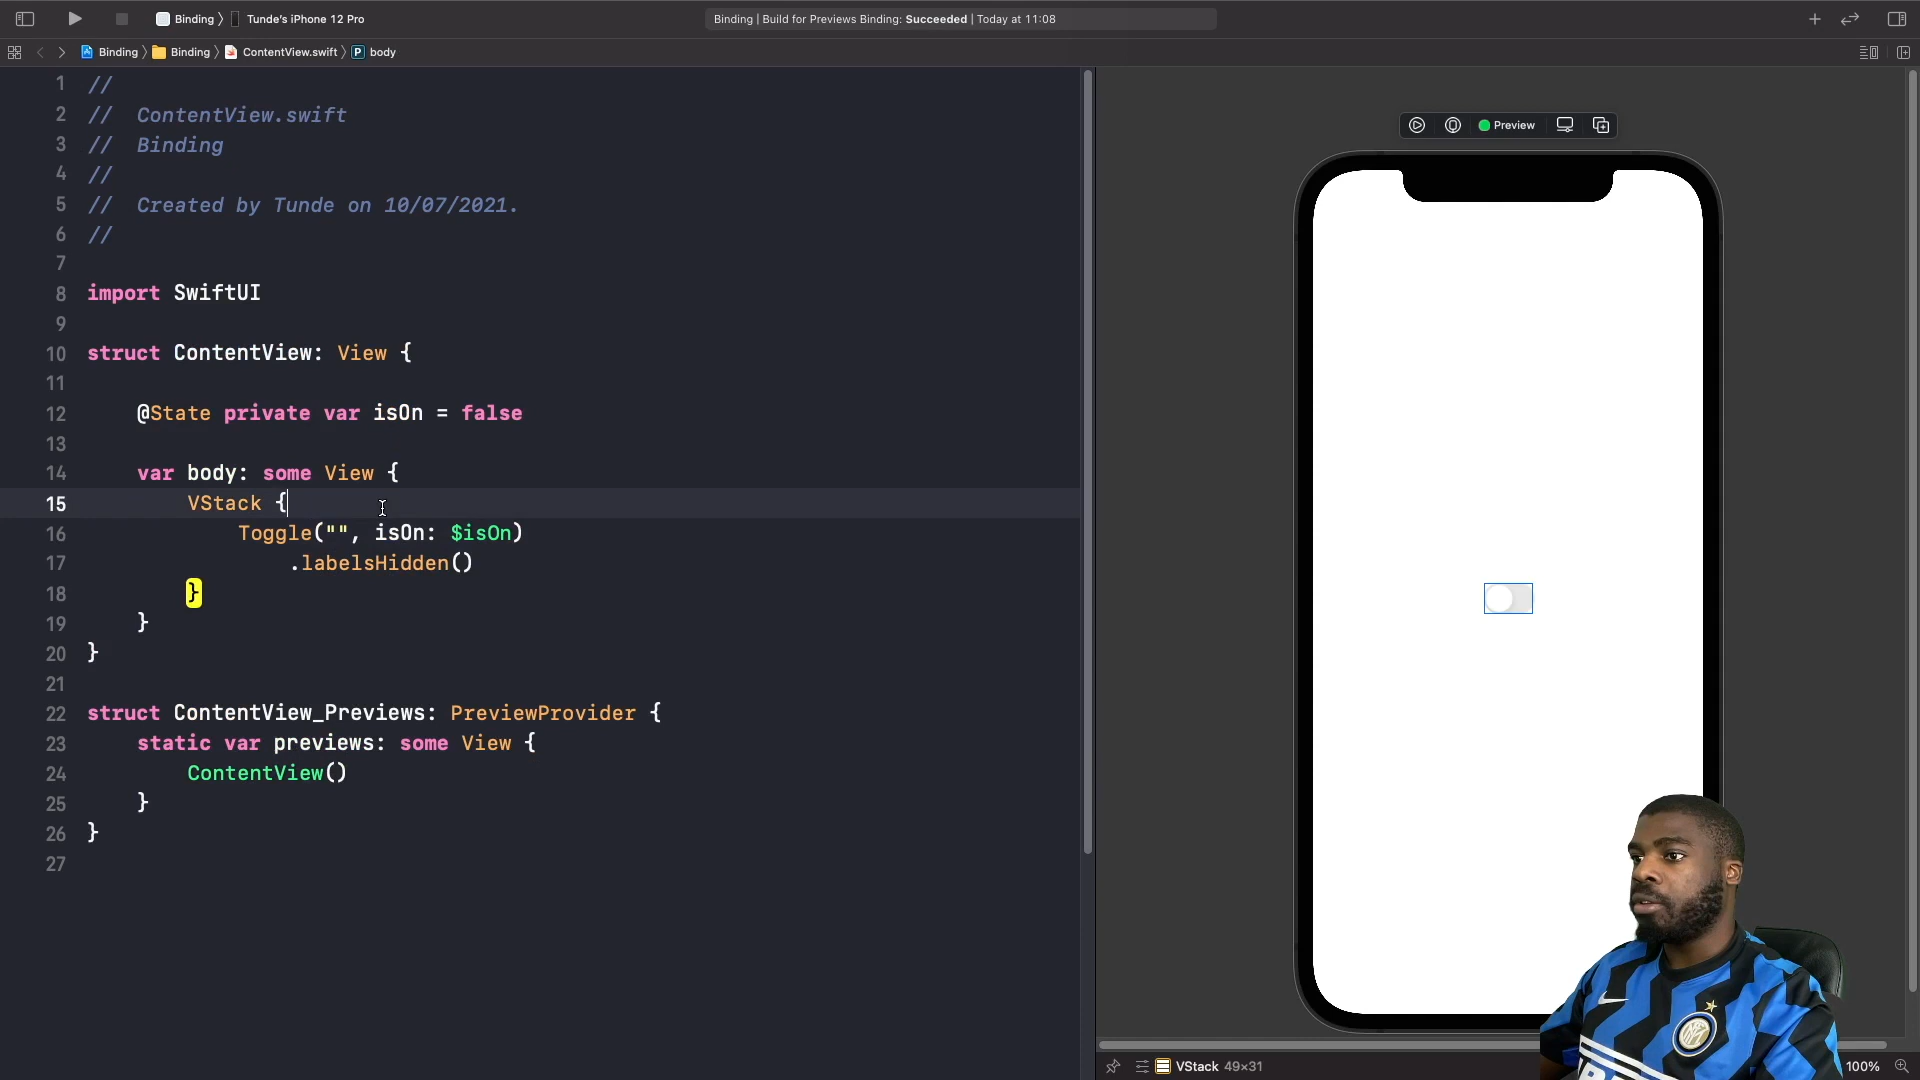 Binding 〉 Tunde's iPhone 12 Pro
Binding | Build for Previews Binding: Succeeded | Today at 11:08
Binding 〉 Binding 〉 ContentView.swift 〉 P body
1 //
2 //  ContentView.swift
3 //  Binding
4 //
5 //  Created by Tunde on 10/07/2021.
6 //
7
8 import SwiftUI
9
10 struct ContentView: View {
11
12     @State private var isOn = false
13
14     var body: some View {
15         VStack {
16             Toggle("", isOn: $isOn)
17                 .labelsHidden()
18         }
19     }
20 }
21
22 struct ContentView_Previews: PreviewProvider {
23     static var previews: some View {
24         ContentView()
25     }
26 }
27
Preview
VStack 49×31
100%